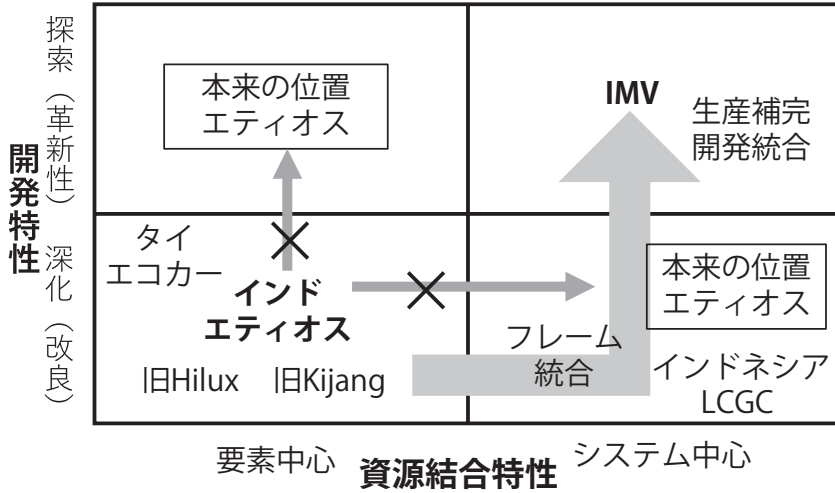 開発特性
探索（革新性）
深化（改良）
本来の位置
エティオス
IMV
生産補完
開発統合
タイ
エコカー
インド
エティオス
本来の位置
エティオス
フレーム
統合
旧Hilux
旧Kijang
インドネシア
LCGC
要素中心
資源結合特性
システム中心